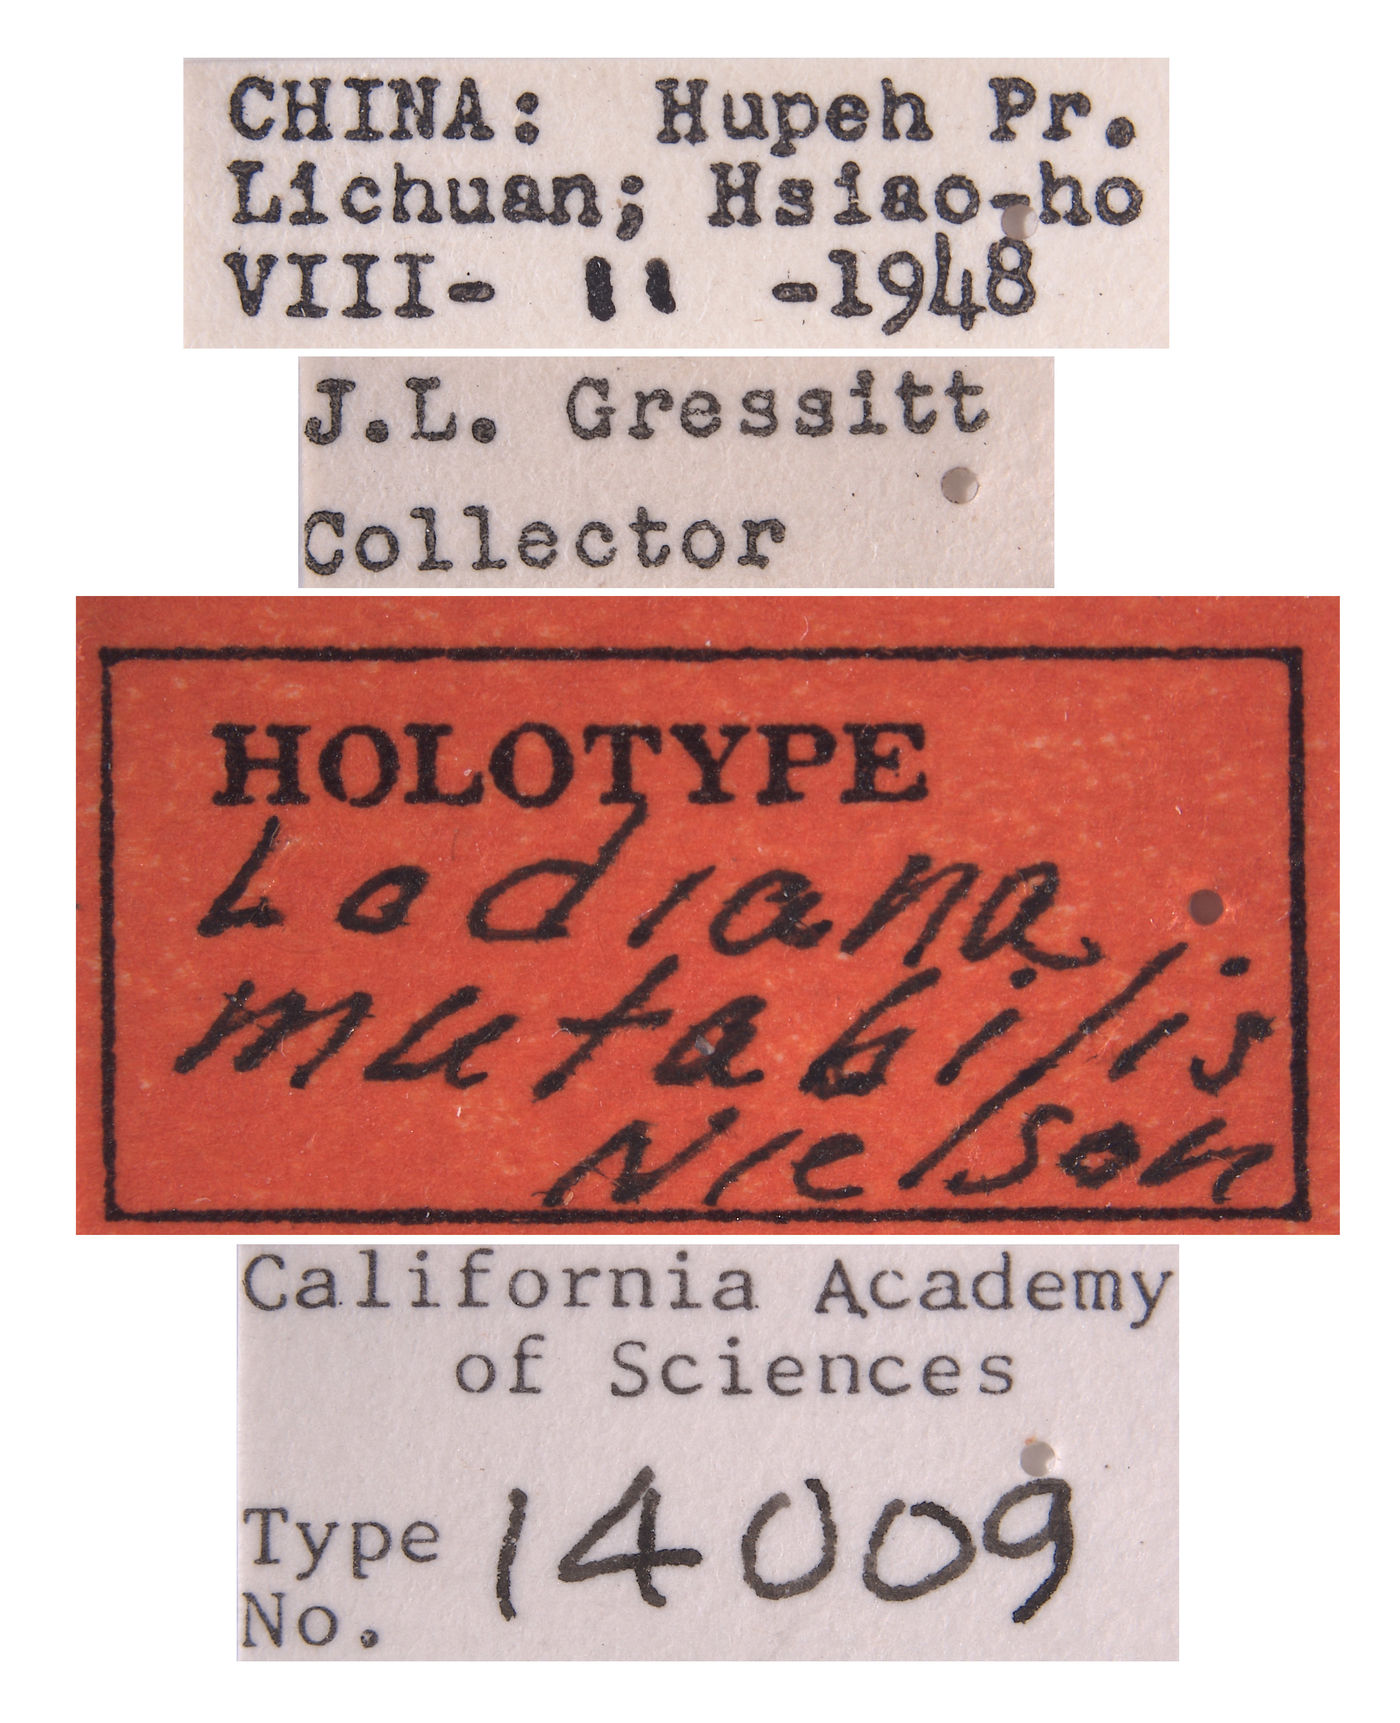 CHINA: Hupeh Pr.
Lichuan; Hsiao-ho
VIII- 11 -1948
J.L. Gressitt
Collector
HOLOTYPE
Lodiana
mutabilis
Nielson
California Academy
of Sciences
Type
No. 14009